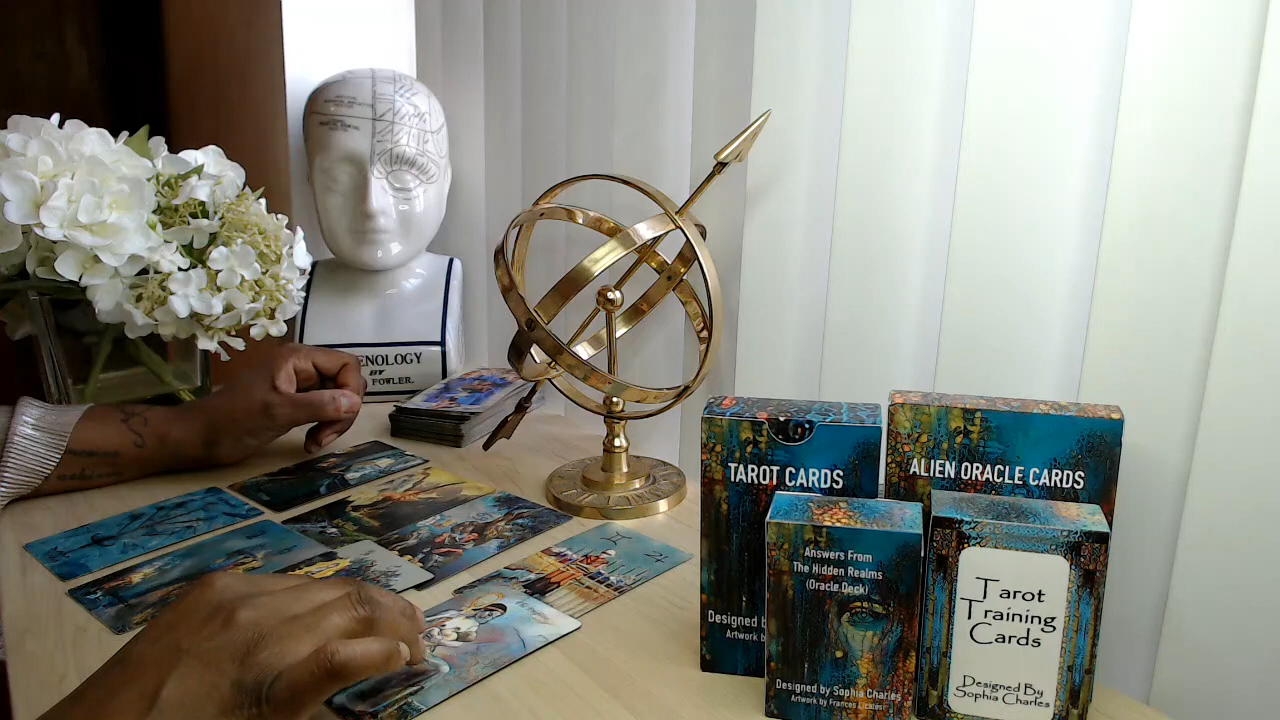 ENOLOGY
BY
FOWLER.
TAROT CARDS
Designed
Artwork
ALIEN ORACLE CARDS
Answers From
The Hidden Realms
(Oracle Deck)
Designed by Sophia Charles
Artwork by Frances Licatesi
Tarot
Training
Cards
Designed By
Sophia Charles